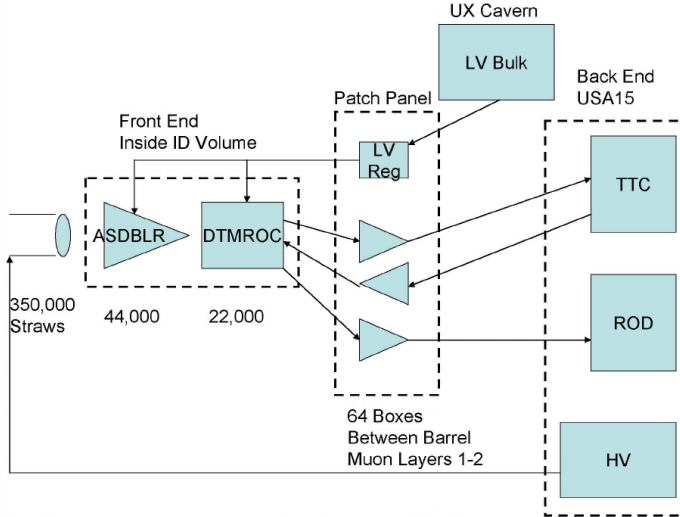 UX Cavern
LV Bulk
Back End
USA15
Patch Panel
Front End
Inside ID Volume
LV
Reg
TTC
ASDBLR
DTMROC
350,000
Straws
44,000
22,000
ROD
64 Boxes
Between Barrel
Muon Layers 1-2
HV